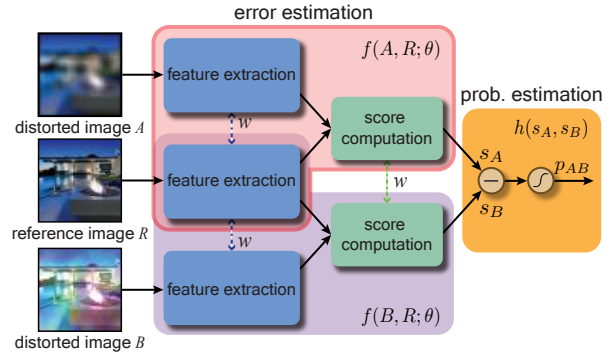 error estimation
f(A, R; θ)
feature extraction
distorted image A
w
score
computation
prob. estimation
h(s_A, s_B)
feature extraction
reference image R
w
s_A
−
s_B
p_AB
w
score
computation
feature extraction
distorted image B
f(B, R; θ)